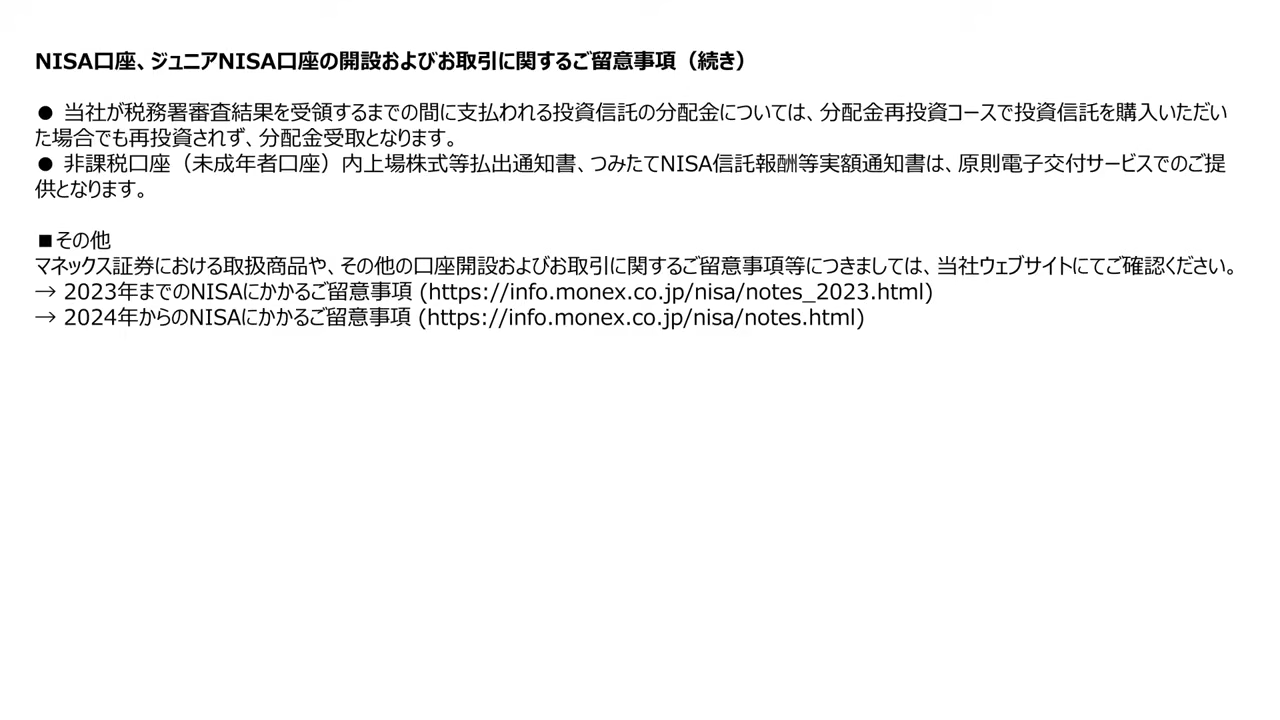 NISA口座、ジュニアNISA口座の開設およびお取引に関するご留意事項（続き）
● 当社が税務署審査結果を受領するまでの間に支払われる投資信託の分配金については、分配金再投資コースで投資信託を購入いただい
た場合でも再投資されず、分配金受取となります。
● 非課税口座（未成年者口座）内上場株式等払出通知書、つみたてNISA信託報酬等実額通知書は、原則電子交付サービスでのご提
供となります。
■その他
マネックス証券における取扱商品や、その他の口座開設およびお取引に関するご留意事項等につきましては、当社ウェブサイトにてご確認ください。
→ 2023年までのNISAにかかるご留意事項 (https://info.monex.co.jp/nisa/notes_2023.html)
→ 2024年からのNISAにかかるご留意事項 (https://info.monex.co.jp/nisa/notes.html)